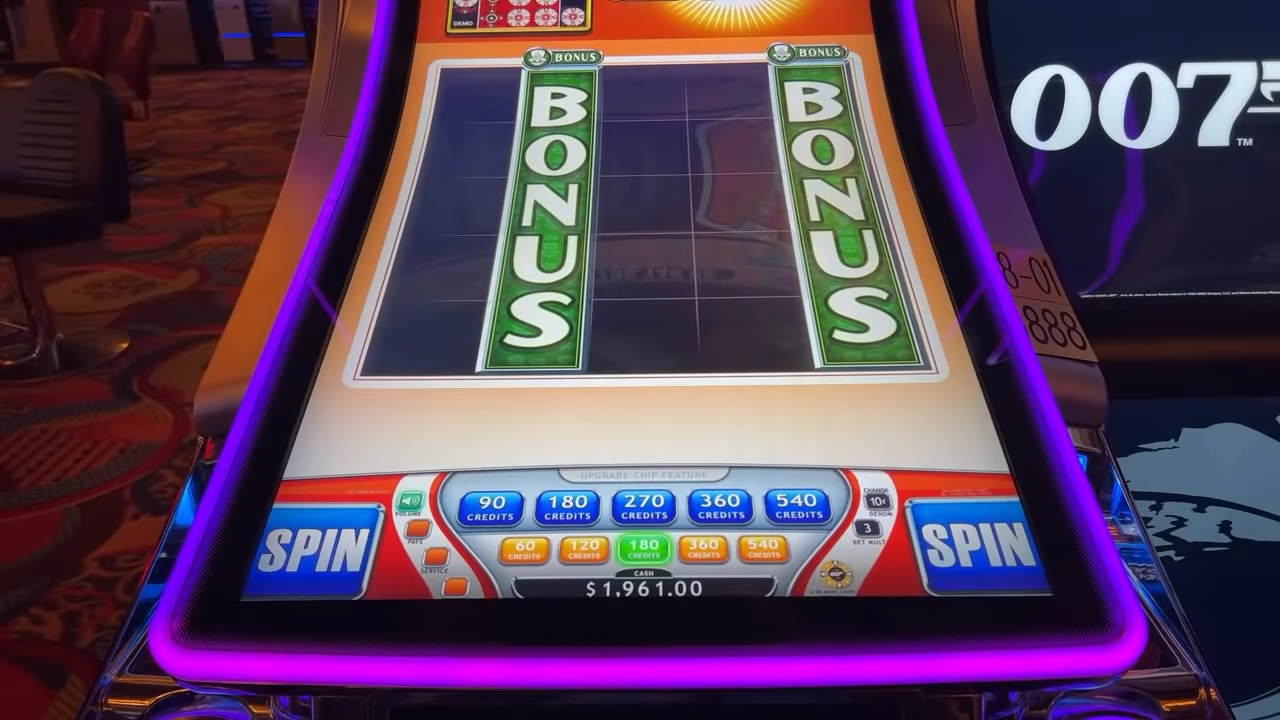 DEMO
BONUS
BONUS
BONUS
BONUS
007
TM
8-01
888
UPGRADE CHIP FEATURE
90 CREDITS
180 CREDITS
270 CREDITS
360 CREDITS
540 CREDITS
60 CREDITS
120 CREDITS
180 CREDITS
360 CREDITS
540 CREDITS
VOLUME
PAYS
SERVICE
CHANGE
10¢
DENOM
3
BET MULT
SPIN
SPIN
CASH
$1,961.00